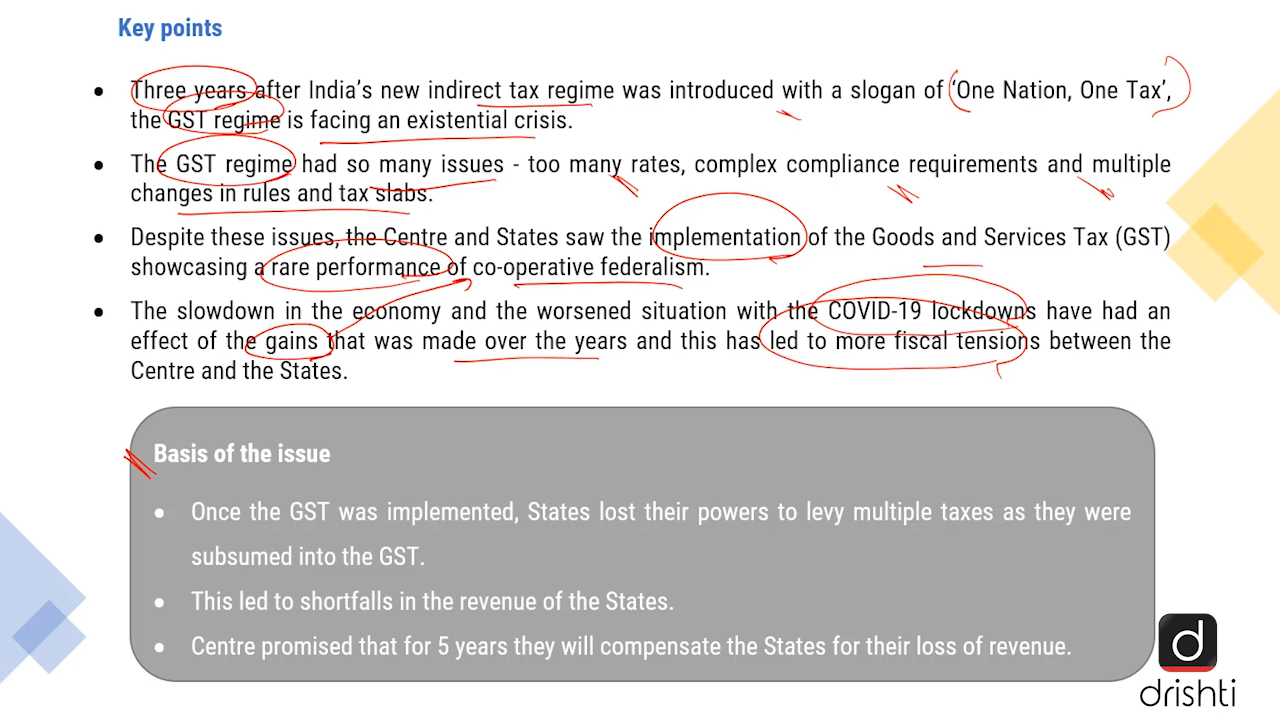 Key points
• Three years after India's new indirect tax regime was introduced with a slogan of 'One Nation, One Tax',
the GST regime is facing an existential crisis.
• The GST regime had so many issues - too many rates, complex compliance requirements and multiple
changes in rules and tax slabs.
• Despite these issues, the Centre and States saw the implementation of the Goods and Services Tax (GST)
showcasing a rare performance of co-operative federalism.
• The slowdown in the economy and the worsened situation with the COVID-19 lockdowns have had an
effect of the gains that was made over the years and this has led to more fiscal tensions between the
Centre and the States.
Basis of the issue
• Once the GST was implemented, States lost their powers to levy multiple taxes as they were
subsumed into the GST.
• This led to shortfalls in the revenue of the States.
• Centre promised that for 5 years they will compensate the States for their loss of revenue.
d
drishti